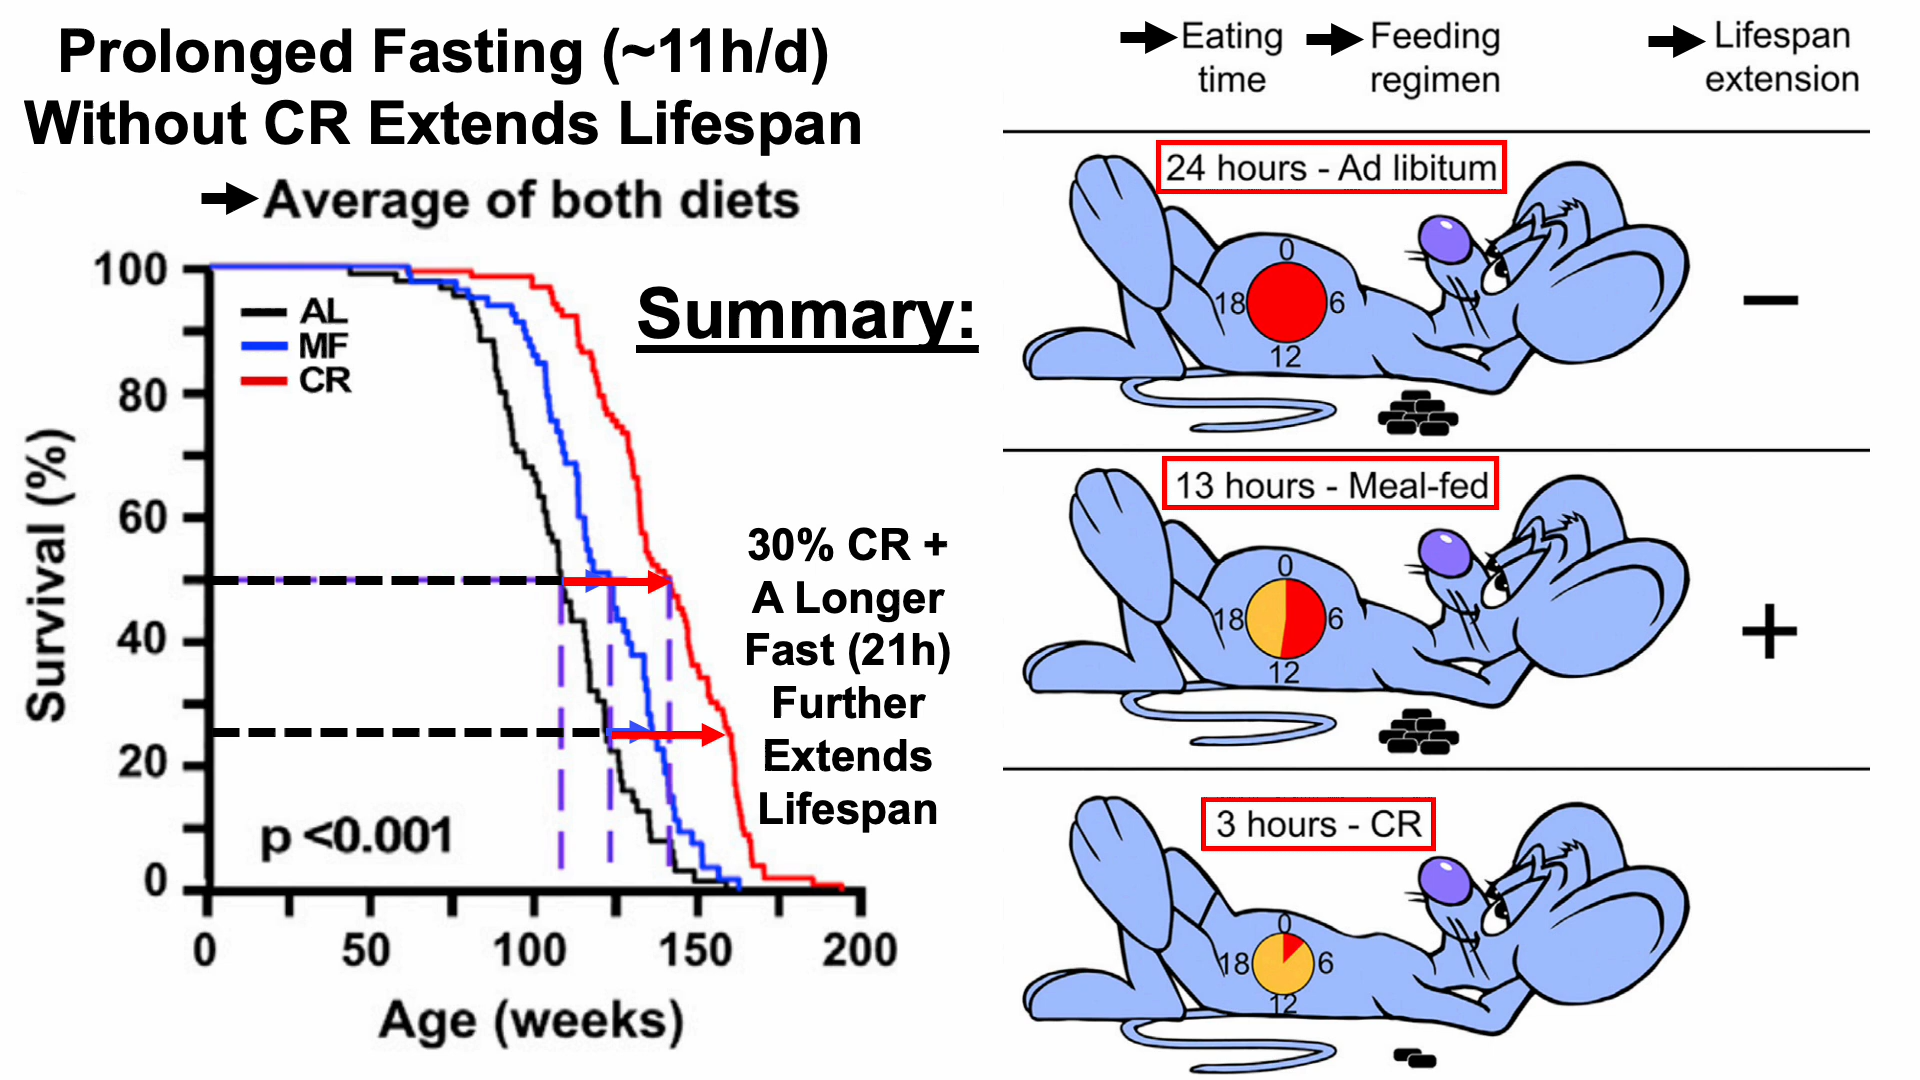 Prolonged Fasting (~11h/d)
Without CR Extends Lifespan
Average of both diets
100
80
60
40
20
0
Survival (%)
AL
MF
CR
p <0.001
0
50
100
150
200
Age (weeks)
Summary:
30% CR +
A Longer
Fast (21h)
Further
Extends
Lifespan
Eating
time
Feeding
regimen
Lifespan
extension
24 hours - Ad libitum
0
18
6
12
−
13 hours - Meal-fed
0
18
6
12
+
3 hours - CR
0
18
6
12